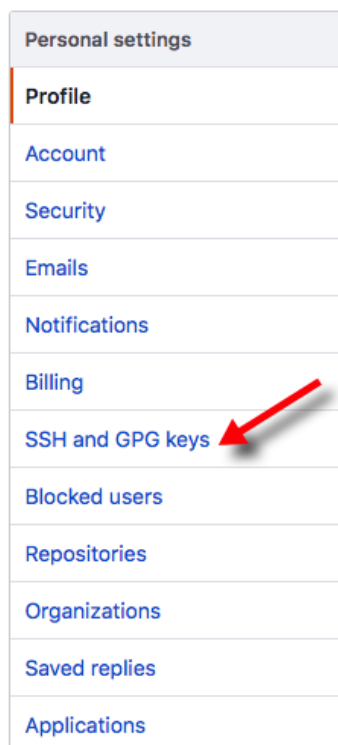 Personal settings
Profile
Account
Security
Emails
Notifications
Billing
SSH and GPG keys
Blocked users
Repositories
Organizations
Saved replies
Applications